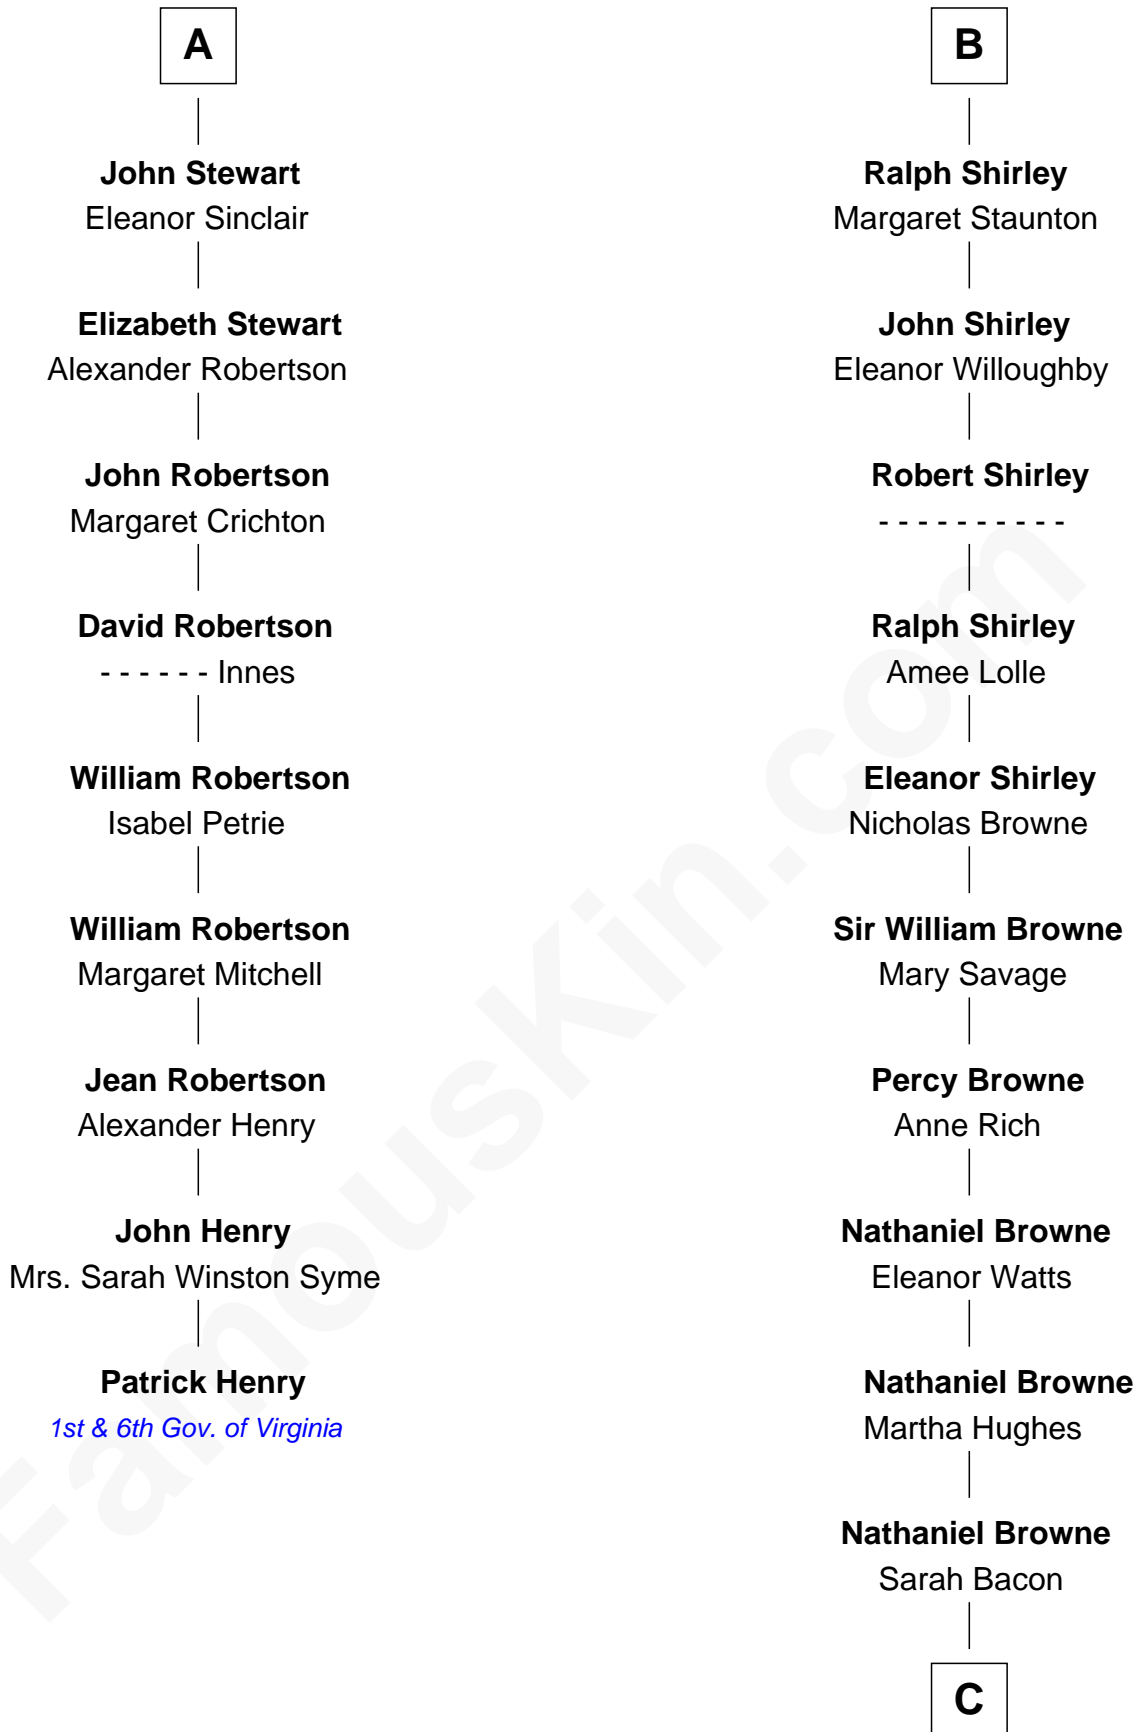 A
John Stewart
Eleanor Sinclair
Elizabeth Stewart
Alexander Robertson
John Robertson
Margaret Crichton
David Robertson
- - - - - - Innes
William Robertson
Isabel Petrie
William Robertson
Margaret Mitchell
Jean Robertson
Alexander Henry
John Henry
Mrs. Sarah Winston Syme
Patrick Henry
1st & 6th Gov. of Virginia
B
Ralph Shirley
Margaret Staunton
John Shirley
Eleanor Willoughby
Robert Shirley
- - - - - - - - - -
Ralph Shirley
Amee Lolle
Eleanor Shirley
Nicholas Browne
Sir William Browne
Mary Savage
Percy Browne
Anne Rich
Nathaniel Browne
Eleanor Watts
Nathaniel Browne
Martha Hughes
Nathaniel Browne
Sarah Bacon
C
FamousKin.com